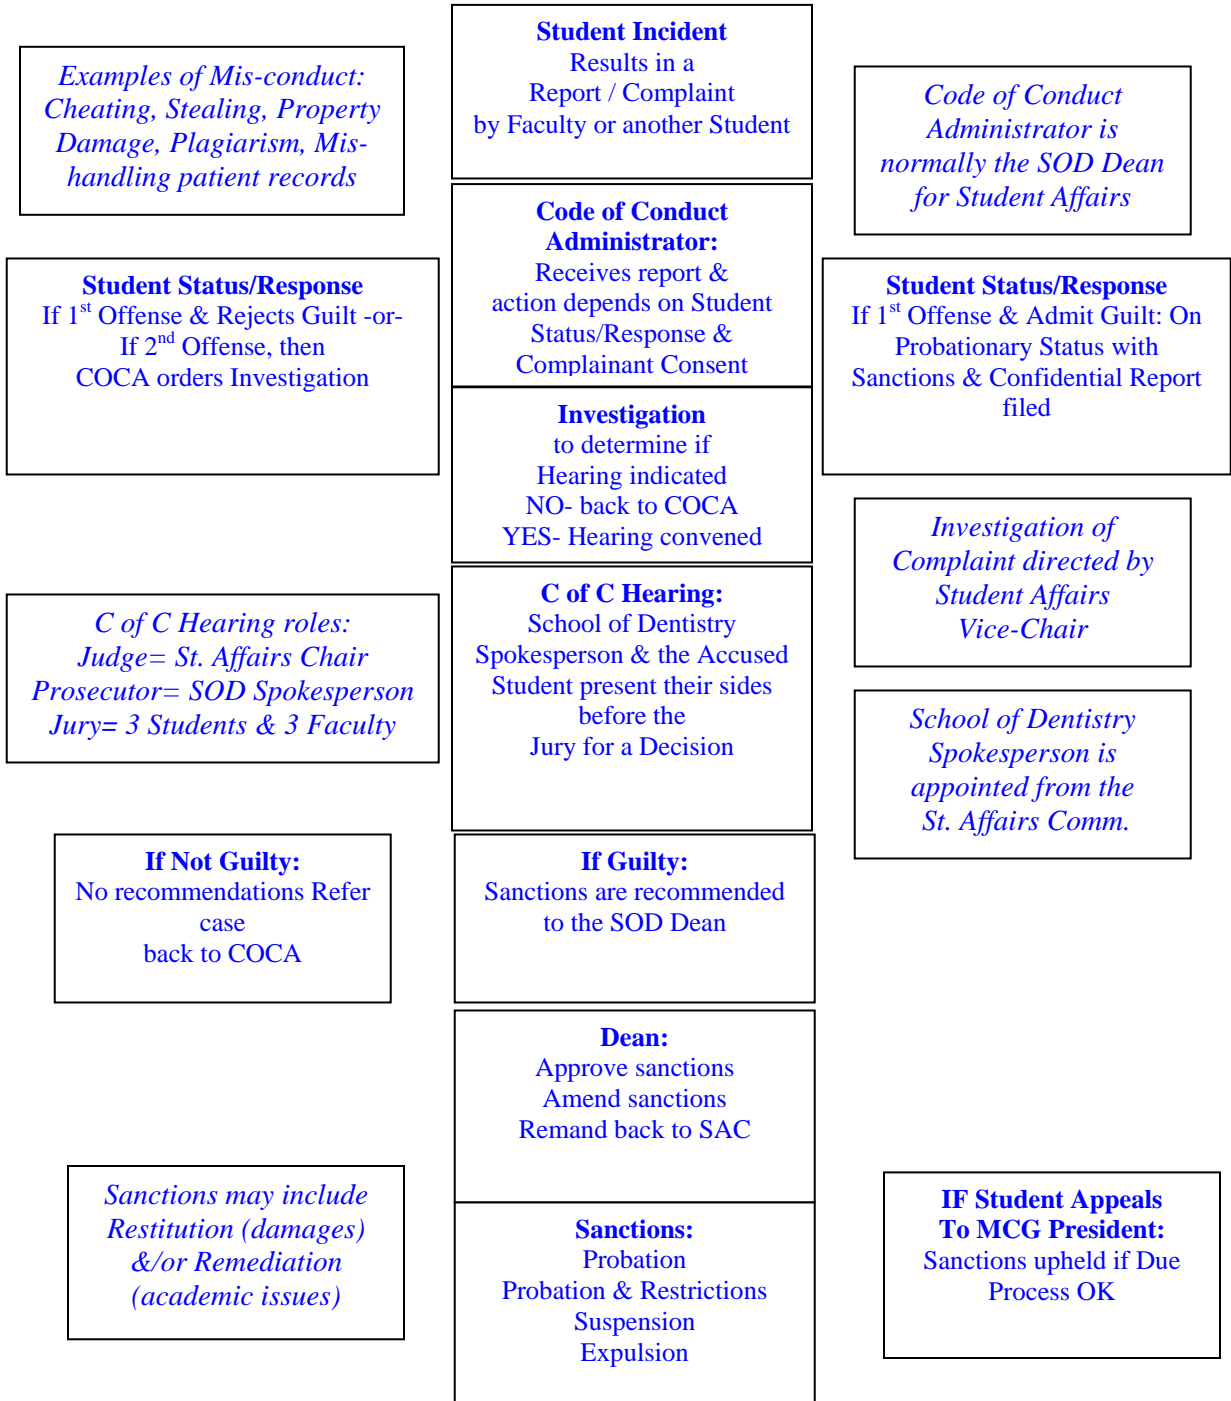 Student Incident
Results in a
Report / Complaint
by Faculty or another Student
Examples of Mis-conduct:
Cheating, Stealing, Property
Damage, Plagiarism, Mis-
handling patient records
Code of Conduct
Administrator is
normally the SOD Dean
for Student Affairs
Code of Conduct
Administrator:
Receives report &
action depends on Student
Status/Response &
Complainant Consent
Student Status/Response
If 1st Offense & Rejects Guilt -or-
If 2nd Offense, then
COCA orders Investigation
Student Status/Response
If 1st Offense & Admit Guilt: On
Probationary Status with
Sanctions & Confidential Report
filed
Investigation
to determine if
Hearing indicated
NO- back to COCA
YES- Hearing convened
Investigation of
Complaint directed by
Student Affairs
Vice-Chair
C of C Hearing roles:
Judge= St. Affairs Chair
Prosecutor= SOD Spokesperson
Jury= 3 Students & 3 Faculty
C of C Hearing:
School of Dentistry
Spokesperson & the Accused
Student present their sides
before the
Jury for a Decision
School of Dentistry
Spokesperson is
appointed from the
St. Affairs Comm.
If Not Guilty:
No recommendations Refer
case
back to COCA
If Guilty:
Sanctions are recommended
to the SOD Dean
Dean:
Approve sanctions
Amend sanctions
Remand back to SAC
Sanctions may include
Restitution (damages)
&/or Remediation
(academic issues)
Sanctions:
Probation
Probation & Restrictions
Suspension
Expulsion
IF Student Appeals
To MCG President:
Sanctions upheld if Due
Process OK